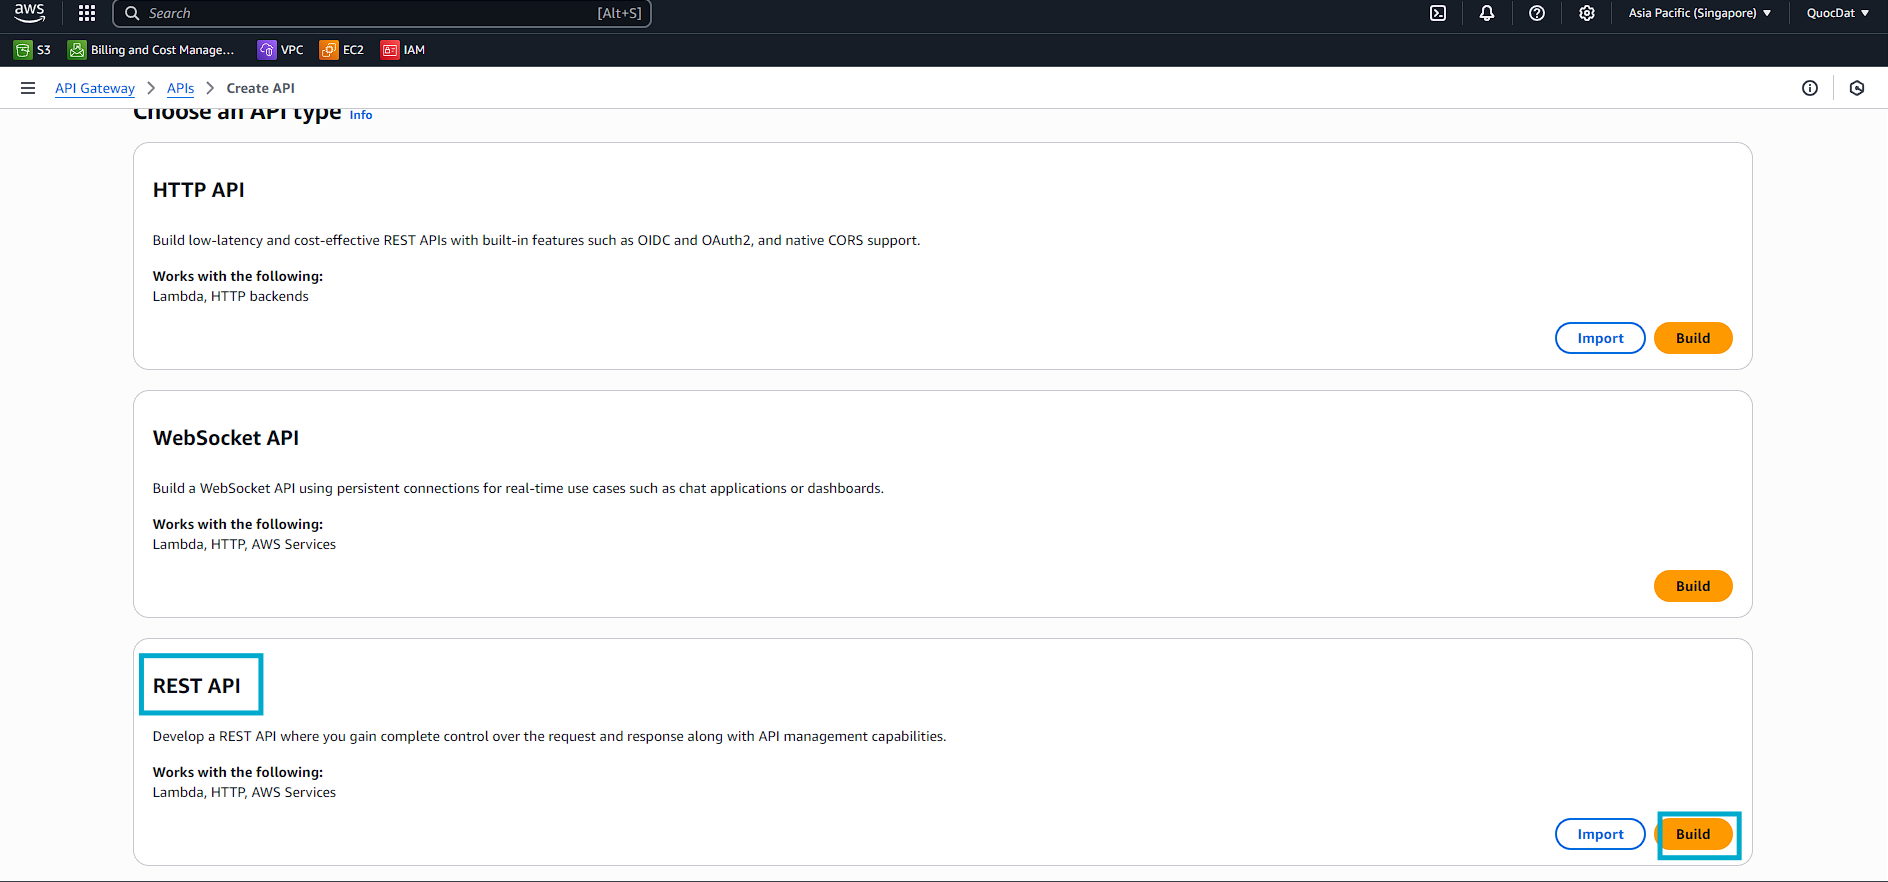 aws
Search [Alt+S] Asia Pacific (Singapore) QuocDat
S3 Billing and Cost Manage... VPC EC2 IAM
API Gateway APIs Create API
Choose an API type Info
HTTP API
Build low-latency and cost-effective REST APIs with built-in features such as OIDC and OAuth2, and native CORS support.
Works with the following:
Lambda, HTTP backends
Import Build
WebSocket API
Build a WebSocket API using persistent connections for real-time use cases such as chat applications or dashboards.
Works with the following:
Lambda, HTTP, AWS Services
Build
REST API
Develop a REST API where you gain complete control over the request and response along with API management capabilities.
Works with the following:
Lambda, HTTP, AWS Services
Import Build